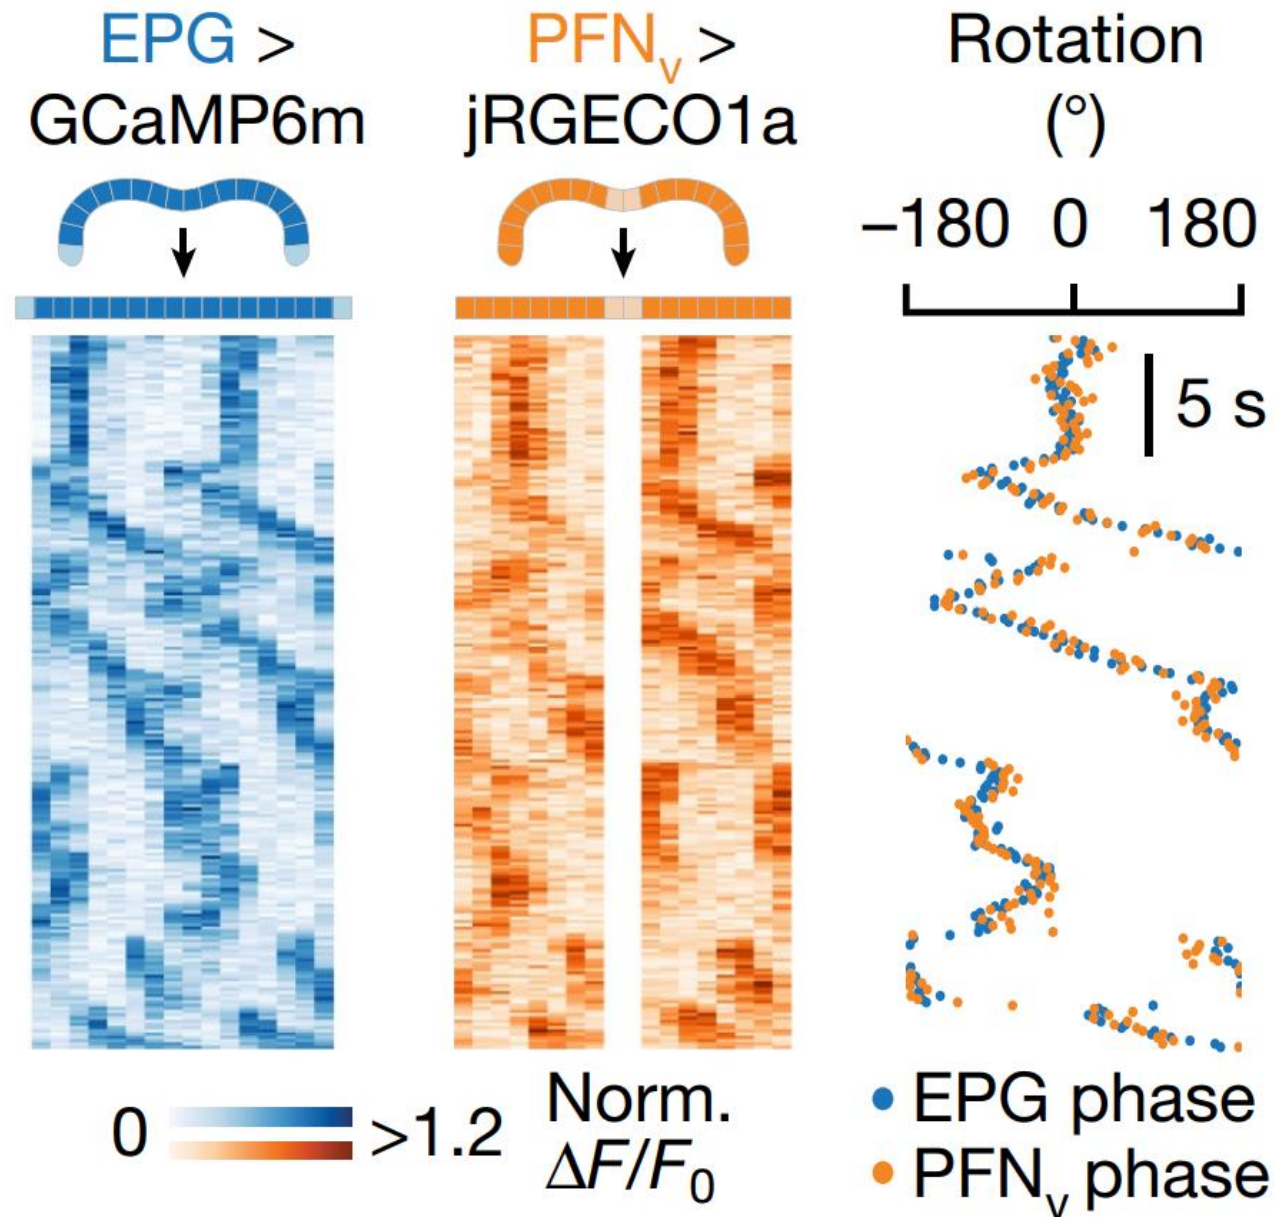 EPG >
GCaMP6m
PFNv >
jRGECO1a
Rotation
(°)
−180 0 180
5 s
0
>1.2
Norm.
ΔF/F0
EPG phase
PFNv phase